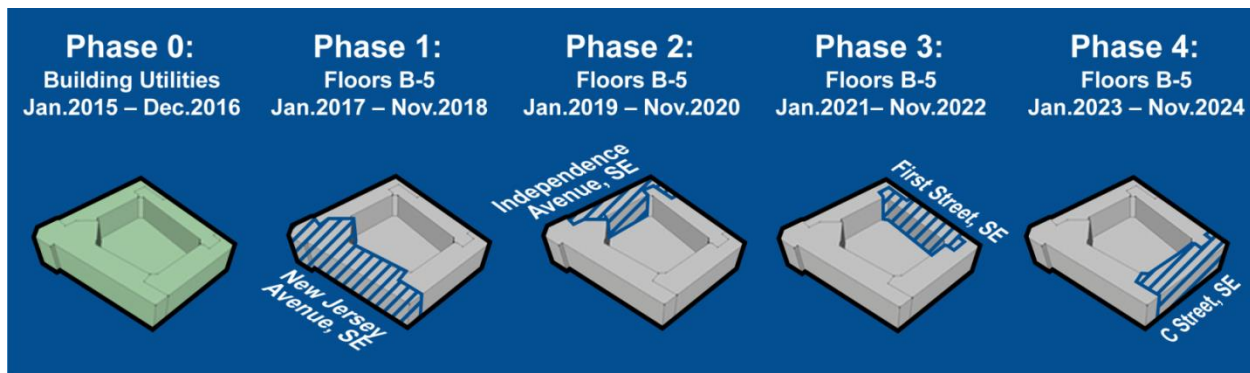 Phase 0:
Building Utilities
Jan.2015 – Dec.2016
Phase 1:
Floors B-5
Jan.2017 – Nov.2018
New Jersey
Avenue, SE
Phase 2:
Floors B-5
Jan.2019 – Nov.2020
Independence
Avenue, SE
Phase 3:
Floors B-5
Jan.2021– Nov.2022
First Street, SE
Phase 4:
Floors B-5
Jan.2023 – Nov.2024
C Street, SE